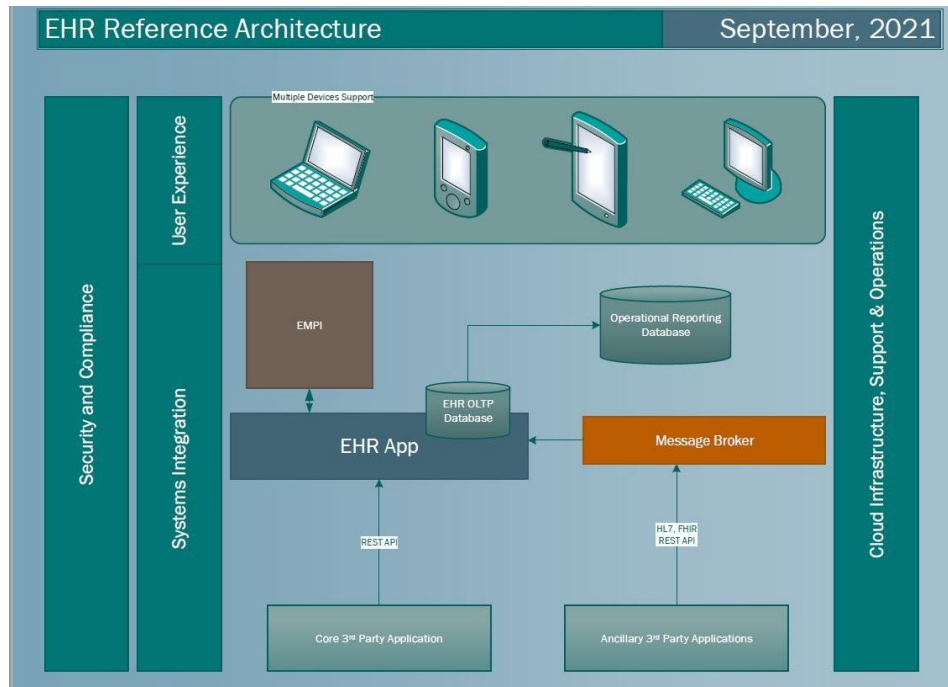 EHR Reference Architecture
September, 2021
Security and Compliance
User Experience
Systems Integration
Multiple Devices Support
EMPI
Operational Reporting
Database
EHR OLTP
Database
EHR App
Message Broker
REST API
HL7, FHIR
REST API
Core 3rd Party Application
Ancillary 3rd Party Applications
Cloud Infrastructure, Support & Operations